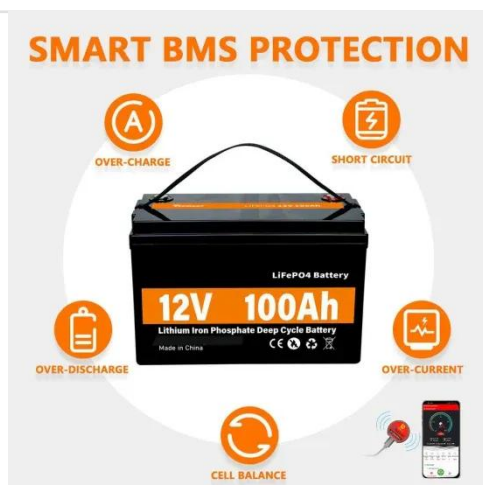 SMART BMS PROTECTION
OVER-CHARGE
SHORT CIRCUIT
LiFePO4 Battery
12V 100Ah
Lithium Iron Phosphate Deep Cycle Battery
Made in China
CE
OVER-DISCHARGE
OVER-CURRENT
CELL BALANCE